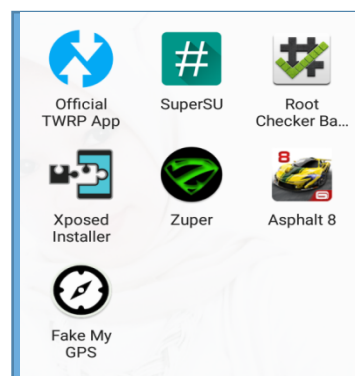 Official
TWRP App
SuperSU
Root
Checker Ba...
Xposed
Installer
Zuper
8
Asphalt 8
Fake My
GPS